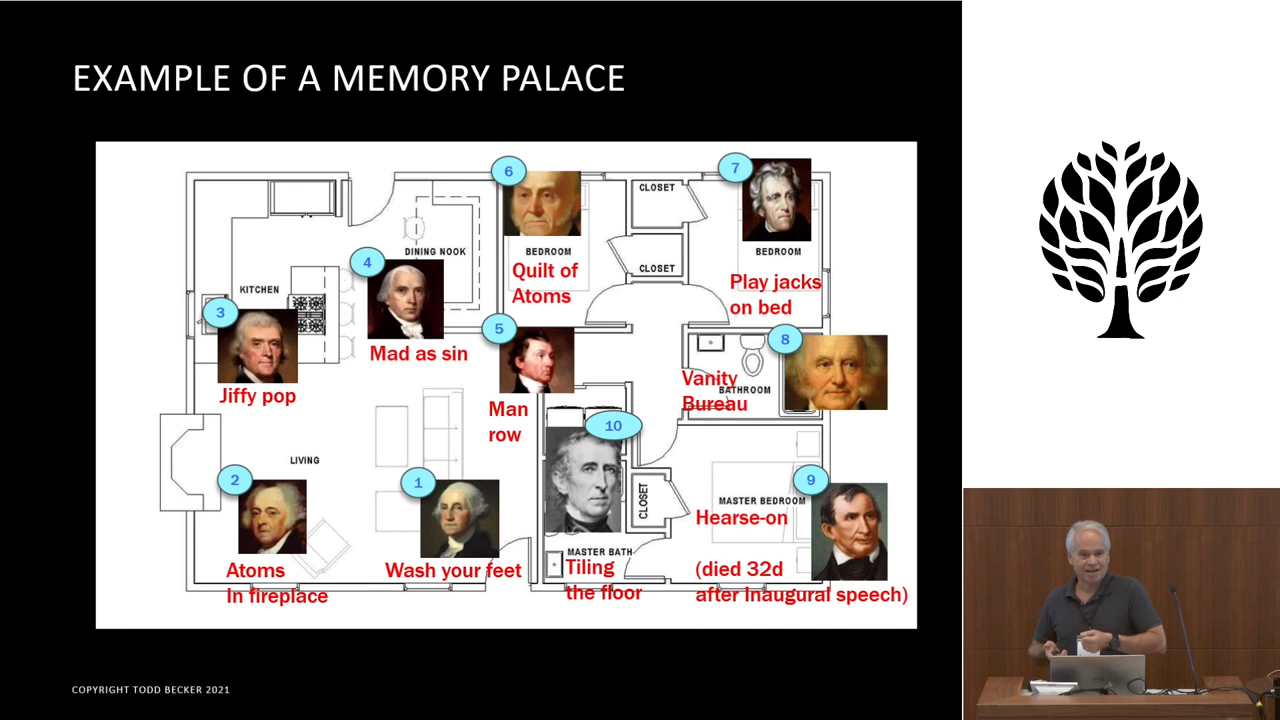 EXAMPLE OF A MEMORY PALACE
6
7
CLOSET
4
DINING NOOK
BEDROOM
BEDROOM
CLOSET
Quilt of
Atoms
Play jacks
on bed
KITCHEN
3
5
8
Mad as sin
Jiffy pop
Vanity
BATHROOM
Bureau
Man
row
10
LIVING
2
1
9
CLOSET
MASTER BEDROOM
Hearse-on
MASTER BATH
Atoms
In fireplace
Wash your feet
Tiling
the floor
(died 32d
after inaugural speech)
COPYRIGHT TODD BECKER 2021